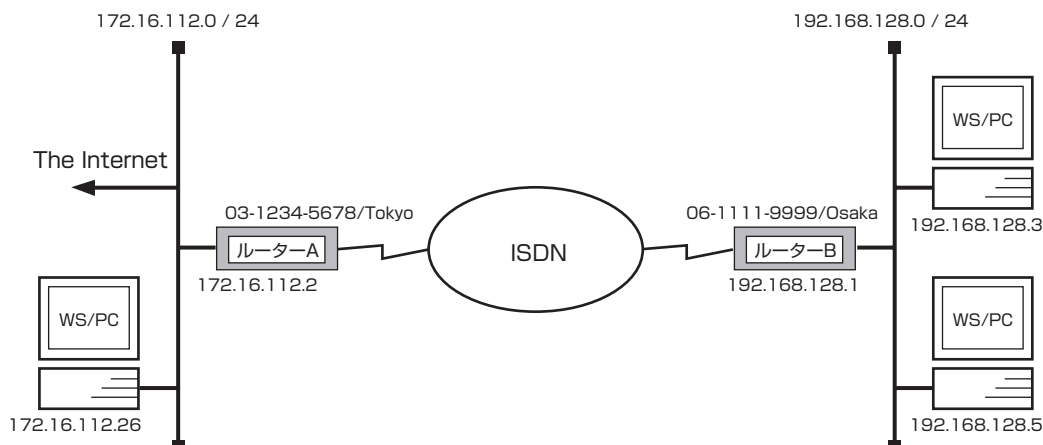 172.16.112.0 / 24
192.168.128.0 / 24
WS/PC
The Internet
03-1234-5678/Tokyo
06-1111-9999/Osaka
192.168.128.3
ルーターA
ISDN
ルーターB
172.16.112.2
192.168.128.1
WS/PC
WS/PC
172.16.112.26
192.168.128.5